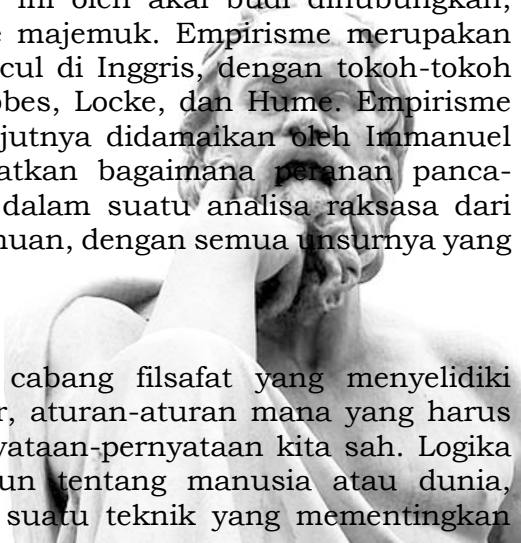 ini oleh akal budi dihubungkan,
majemuk. Empirisme merupakan
cul di Inggris, dengan tokoh-tokoh
bbes, Locke, dan Hume. Empirisme
jutnya didamaikan oleh Immanuel
atkan bagaimana peranan panca-
dalam suatu analisa raksasa dari
nuan, dengan semua unsurnya yang
cabang filsafat yang menyelidiki
r, aturan-aturan mana yang harus
yataan-pernyataan kita sah. Logika
un tentang manusia atau dunia,
suatu teknik yang mementingkan